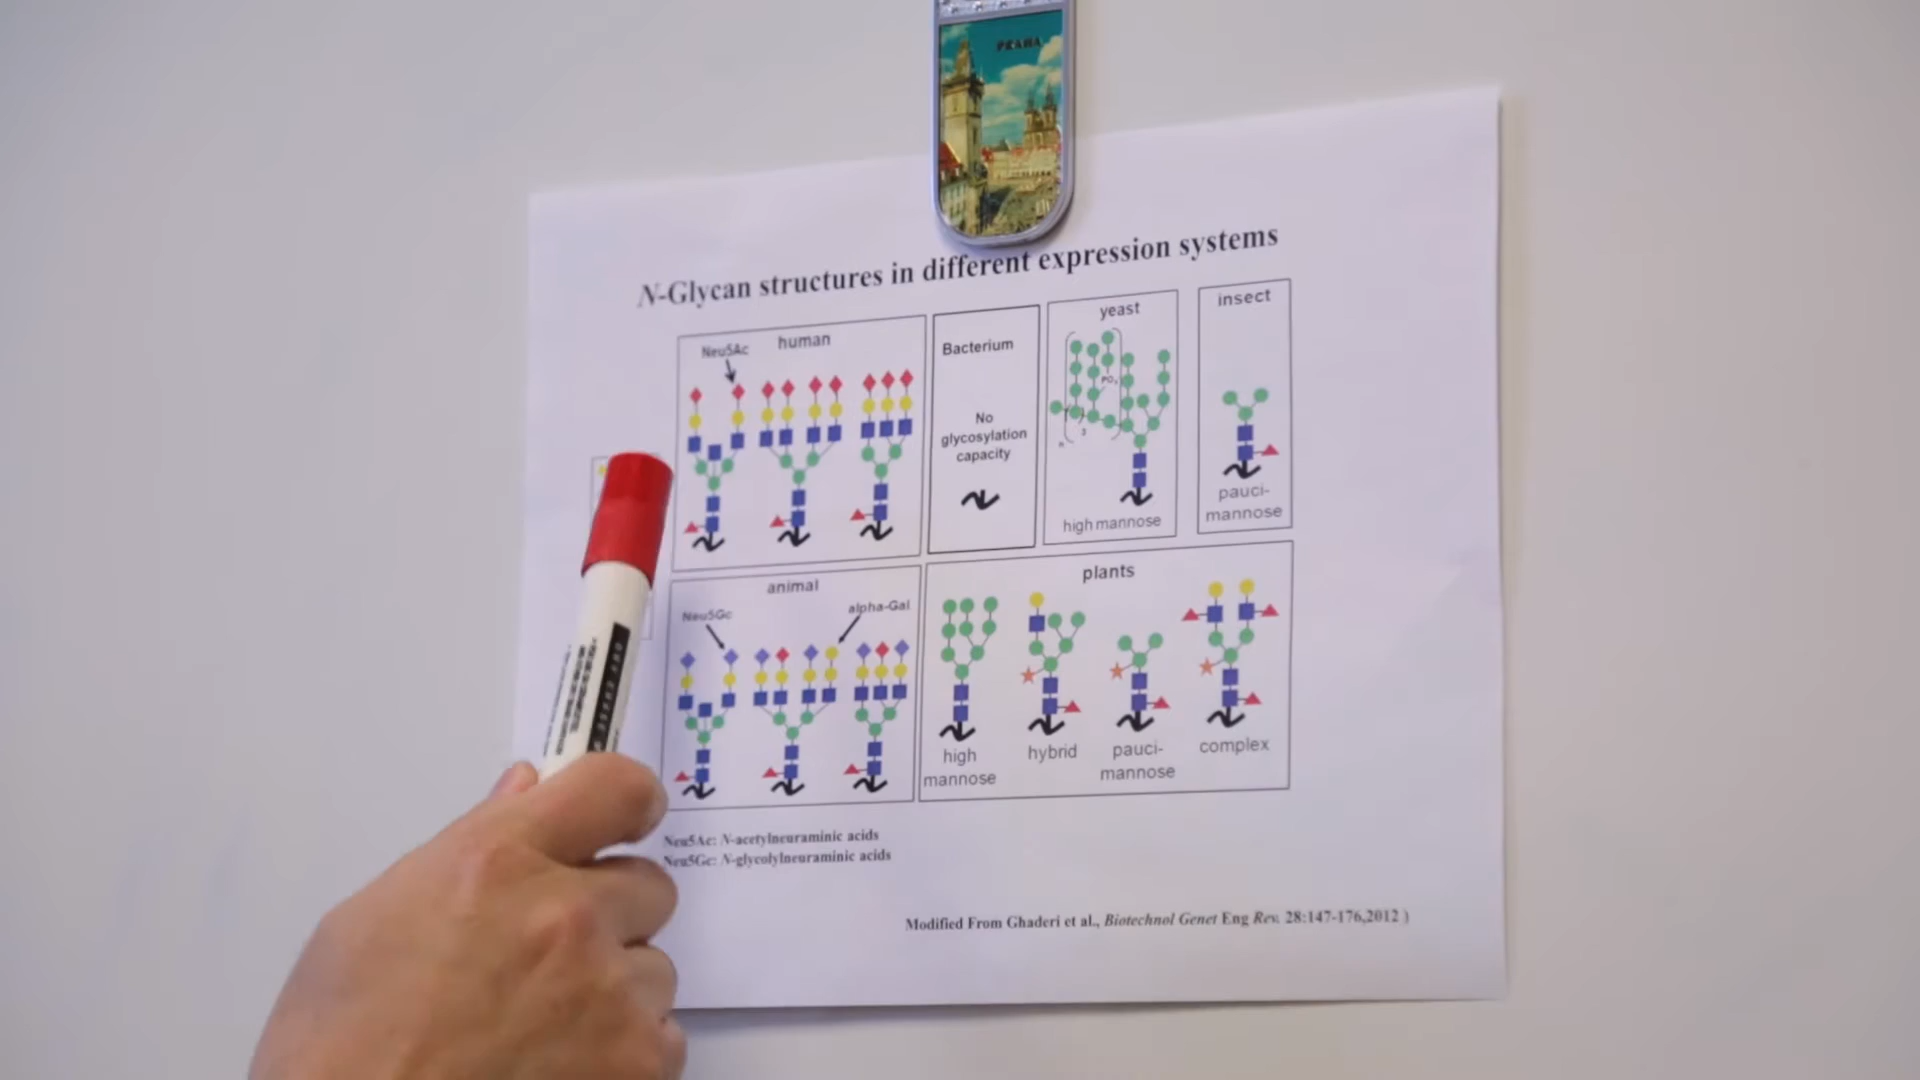 PRAHA
N-Glycan structures in different expression systems
human
Neu5Ac
Bacterium
No
glycosylation
capacity
yeast
PO₄
n
3
high mannose
insect
pauci-
mannose
animal
Neu5Gc
alpha-Gal
plants
high
mannose
hybrid
pauci-
mannose
complex
Neu5Ac: N-acetylneuraminic acids
Neu5Gc: N-glycolylneuraminic acids
Modified From Ghaderi et al., Biotechnol Genet Eng Rev. 28:147-176,2012 )